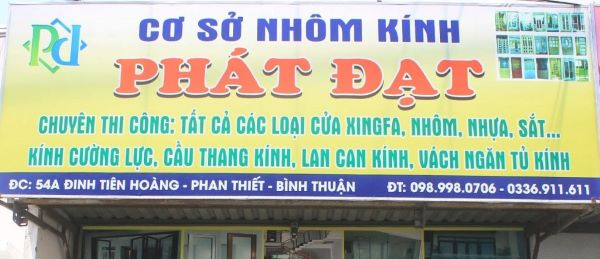 Pd
CƠ SỞ NHÔM KÍNH
PHÁT ĐẠT
CHUYÊN THI CÔNG: TẤT CẢ CÁC LOẠI CỬA XINGFA, NHÔM, NHỰA, SẮT...
KÍNH CƯỜNG LỰC, CẦU THANG KÍNH, LAN CAN KÍNH, VÁCH NGĂN TỦ KÍNH
ĐC: 54A ĐINH TIÊN HOÀNG - PHAN THIẾT - BÌNH THUẬN ĐT: 098.998.0706 - 0336.911.611